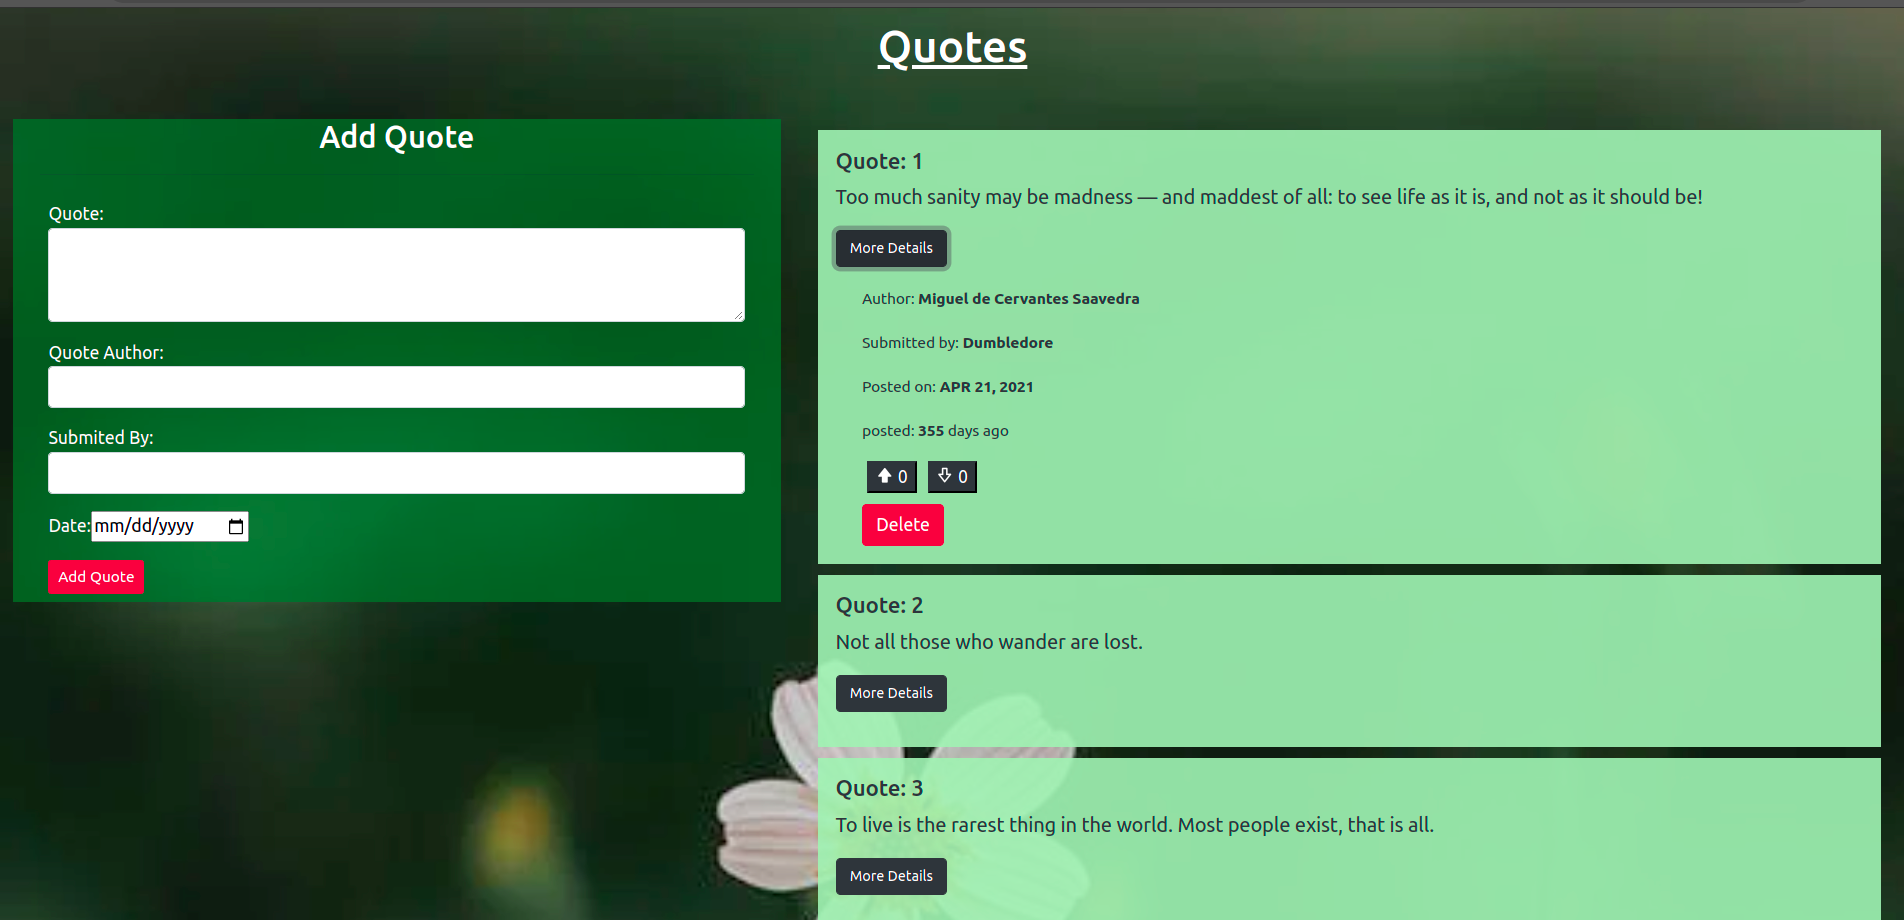 Quotes
Add Quote
Quote:
Quote Author:
Submited By:
Date: mm/dd/yyyy
Add Quote
Quote: 1
Too much sanity may be madness — and maddest of all: to see life as it is, and not as it should be!
More Details
Author: Miguel de Cervantes Saavedra
Submitted by: Dumbledore
Posted on: APR 21, 2021
posted: 355 days ago
0 0
Delete
Quote: 2
Not all those who wander are lost.
More Details
Quote: 3
To live is the rarest thing in the world. Most people exist, that is all.
More Details